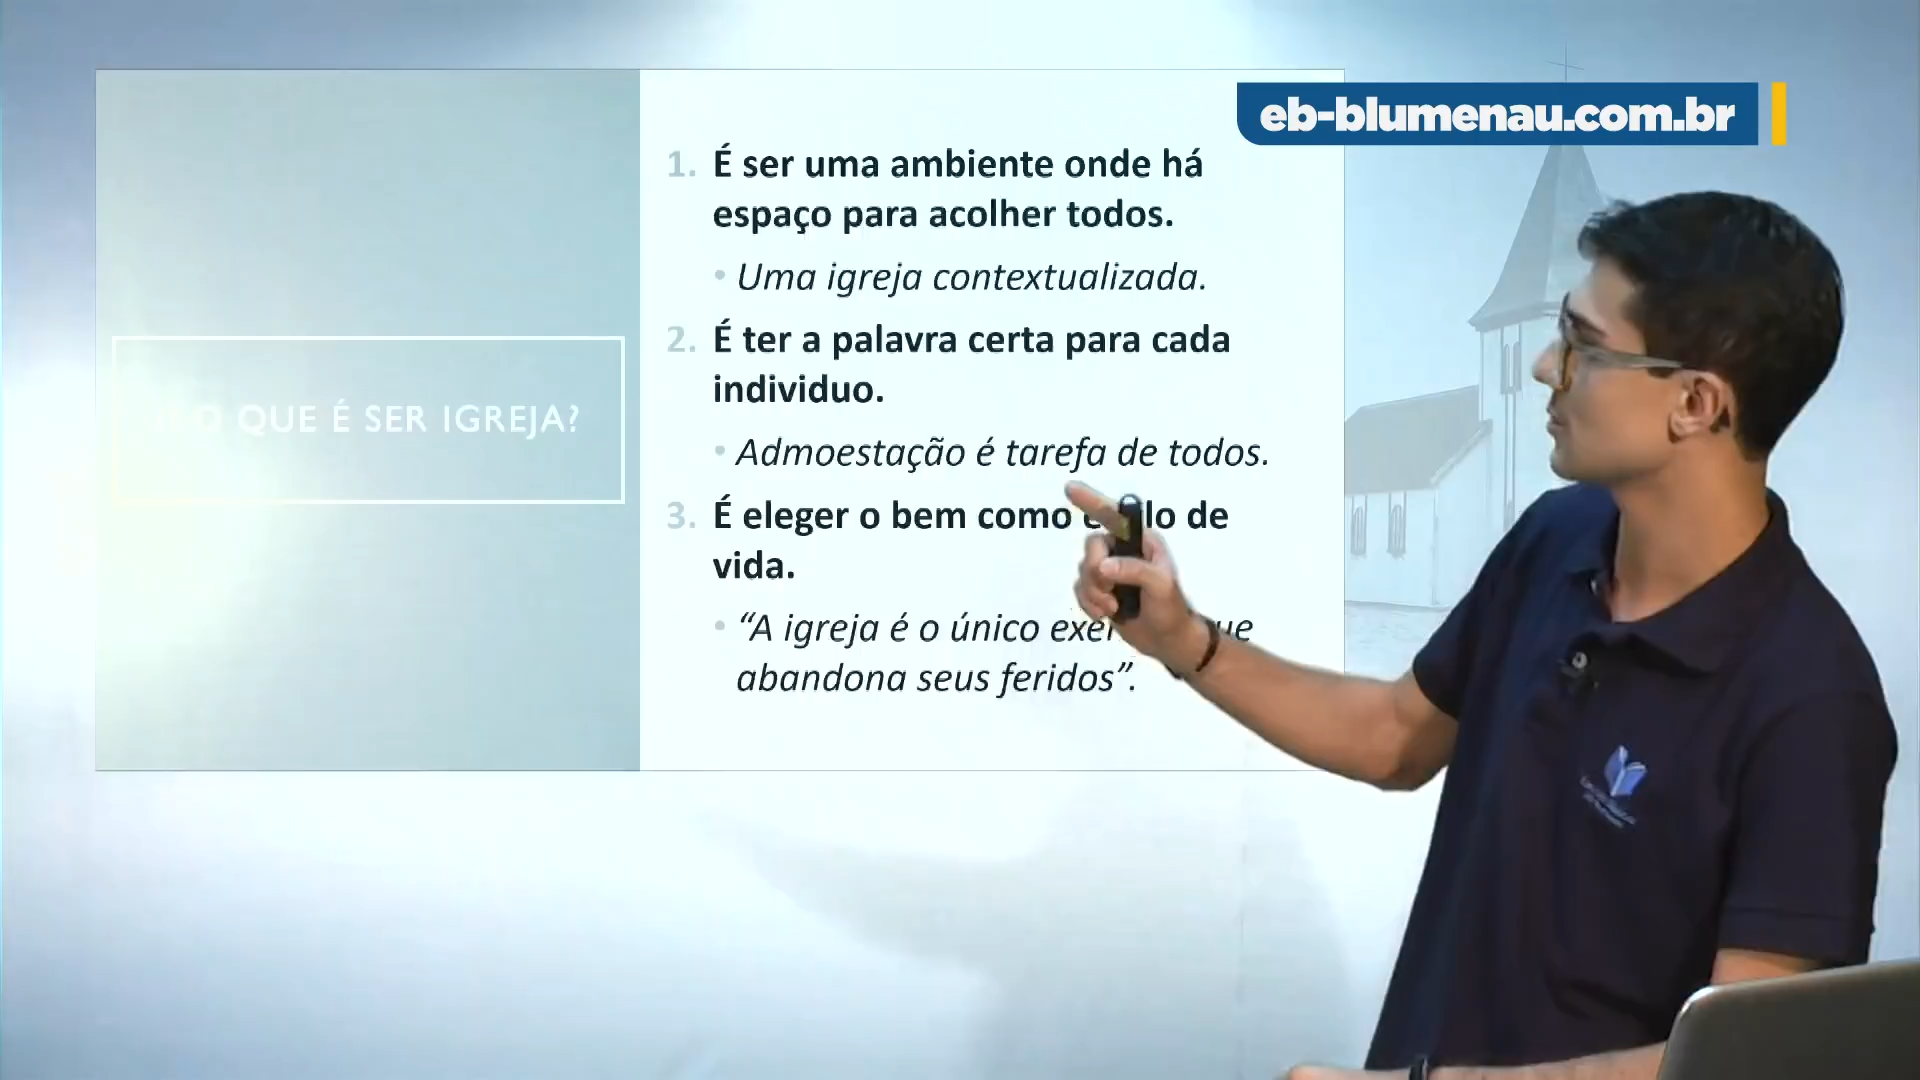 eb-blumenau.com.br
O QUE É SER IGREJA?
1. É ser uma ambiente onde há
espaço para acolher todos.
• Uma igreja contextualizada.
2. É ter a palavra certa para cada
individuo.
• Admoestação é tarefa de todos.
3. É eleger o bem como de
vida.
• “A igreja é o único
abandona seus feridos”.